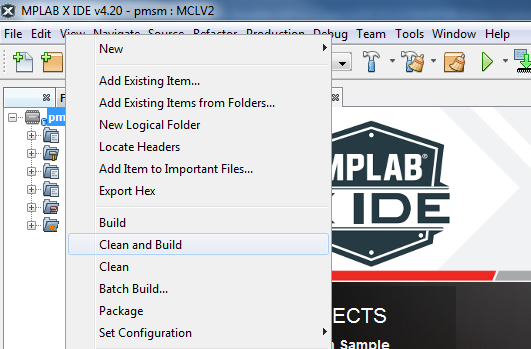 MPLAB X IDE v4.20 - pmsm : MCLV2
File Edit View Navigate Source Refactor Production Debug Team Tools Window Help
New
Add Existing Item...
Add Existing Items from Folders...
New Logical Folder
Locate Headers
Add Item to Important Files...
Export Hex
Build
Clean and Build
Clean
Batch Build...
Package
Set Configuration
F
pm
MPLAB®
X IDE
ECTS
Sample